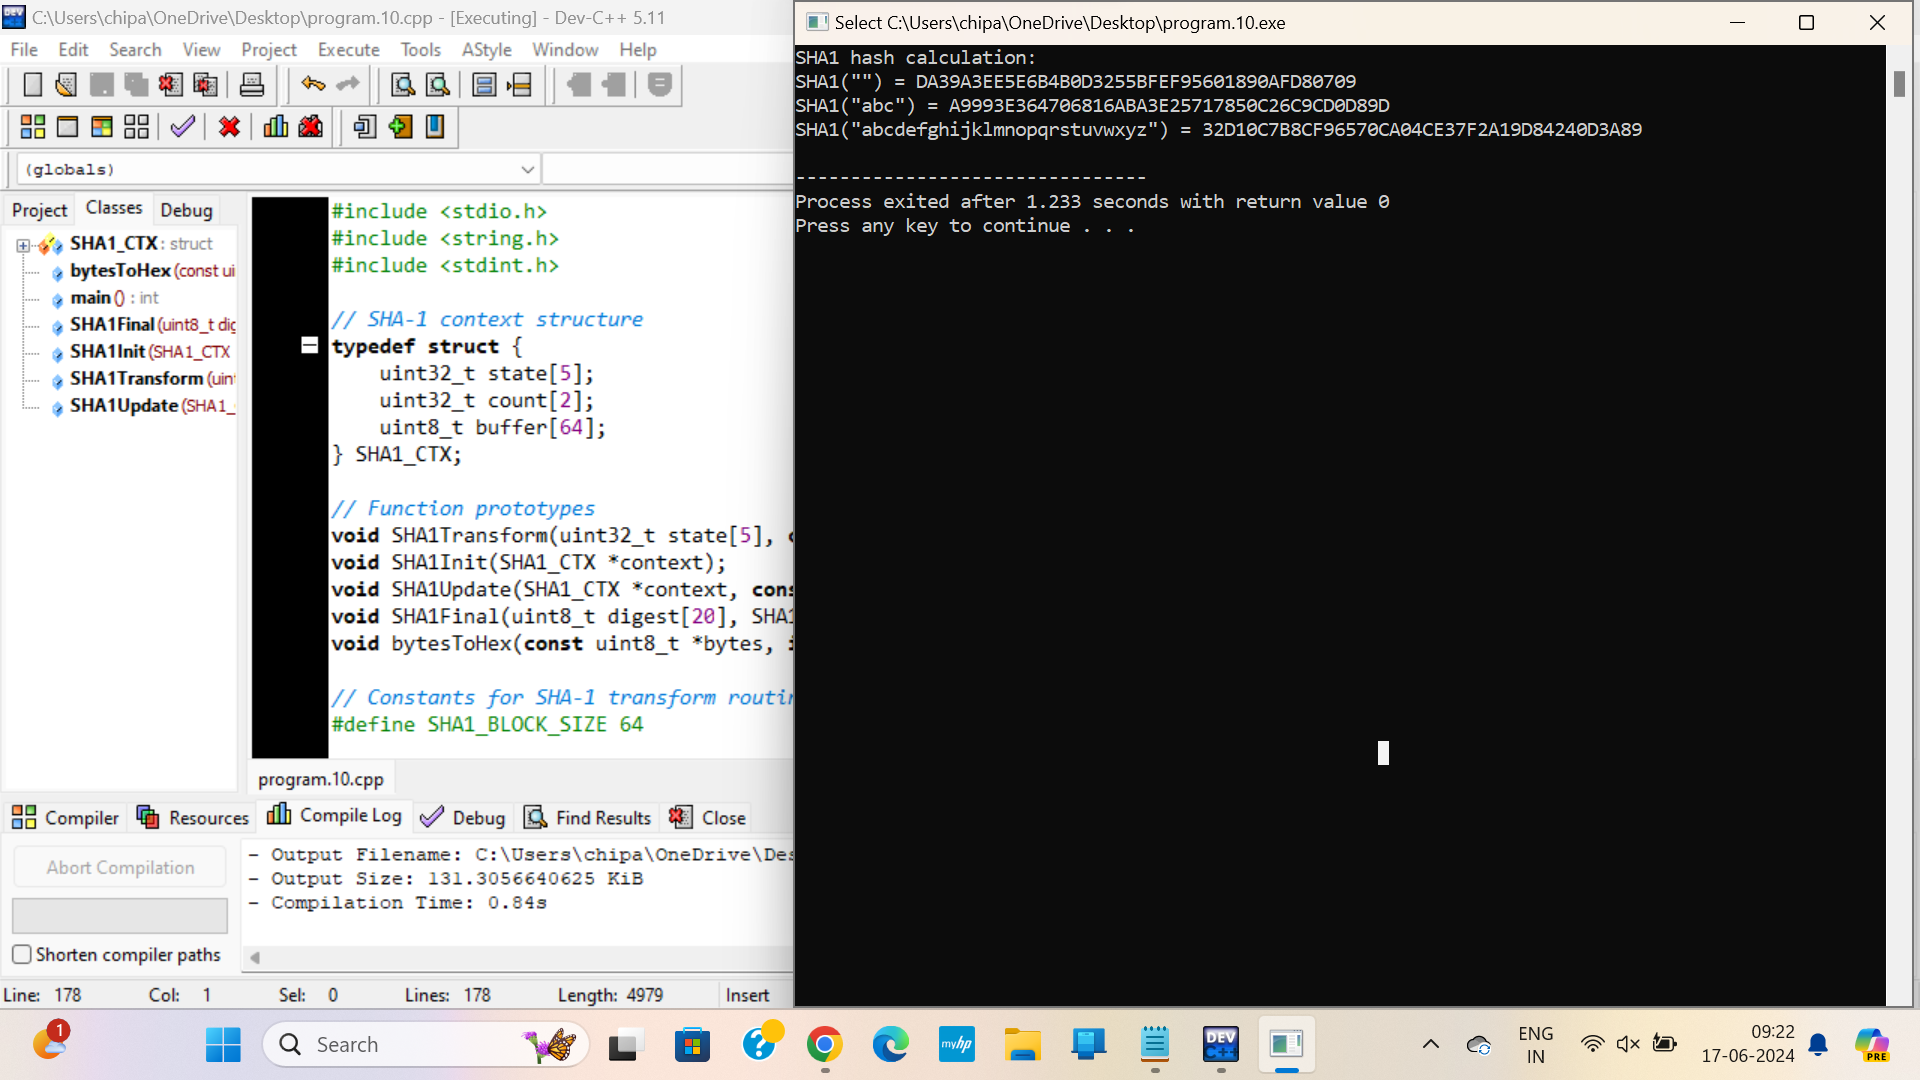 C:\Users\chipa\OneDrive\Desktop\program.10.cpp - [Executing] - Dev-C++ 5.11
File Edit Search View Project Execute Tools AStyle Window Help
(globals)
Project Classes Debug
SHA1_CTX : struct
bytesToHex (const ui
main () : int
SHA1Final (uint8_t dig
SHA1Init (SHA1_CTX
SHA1Transform (uint
SHA1Update (SHA1_
#include <stdio.h>
#include <string.h>
#include <stdint.h>
// SHA-1 context structure
typedef struct {
uint32_t state[5];
uint32_t count[2];
uint8_t buffer[64];
} SHA1_CTX;
// Function prototypes
void SHA1Transform(uint32_t state[5], c
void SHA1Init(SHA1_CTX *context);
void SHA1Update(SHA1_CTX *context, cons
void SHA1Final(uint8_t digest[20], SHA1
void bytesToHex(const uint8_t *bytes, i
// Constants for SHA-1 transform routin
#define SHA1_BLOCK_SIZE 64
program.10.cpp
Compiler Resources Compile Log Debug Find Results Close
Abort Compilation
Shorten compiler paths
- Output Filename: C:\Users\chipa\OneDrive\Des
- Output Size: 131.3056640625 KiB
- Compilation Time: 0.84s
Line: 178 Col: 1 Sel: 0 Lines: 178 Length: 4979 Insert
Select C:\Users\chipa\OneDrive\Desktop\program.10.exe
SHA1 hash calculation:
SHA1("") = DA39A3EE5E6B4B0D3255BFEF95601890AFD80709
SHA1("abc") = A9993E364706816ABA3E25717850C26C9CD0D89D
SHA1("abcdefghijklmnopqrstuvwxyz") = 32D10C7B8CF96570CA04CE37F2A19D84240D3A89
--------------------------------
Process exited after 1.233 seconds with return value 0
Press any key to continue . . .
1
Search
myhp
DEV
C++
ENG
IN
09:22
17-06-2024
PRE